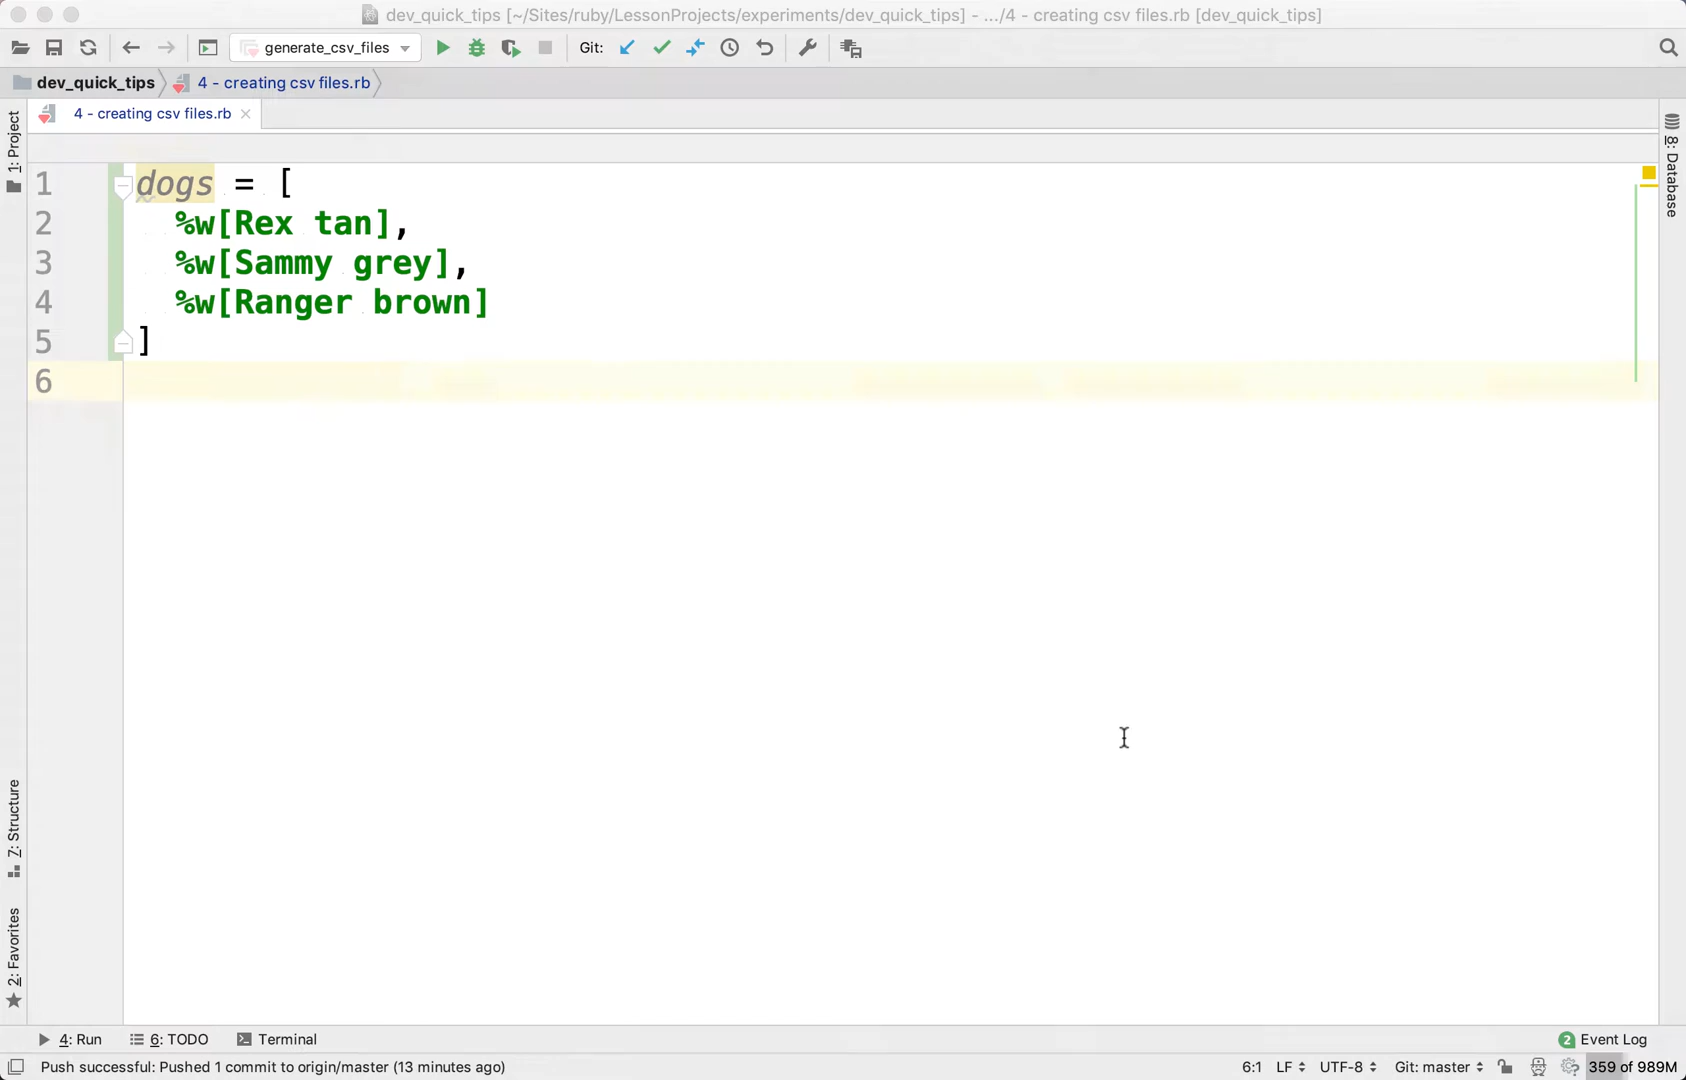 dev_quick_tips [~/Sites/ruby/LessonProjects/experiments/dev_quick_tips] - .../4 - creating csv files.rb [dev_quick_tips]
generate_csv_files Git:
dev_quick_tips 4 - creating csv files.rb
4 - creating csv files.rb
1: Project
8: Database
1 dogs = [
2 %w[Rex tan],
3 %w[Sammy grey],
4 %w[Ranger brown]
5 ]
6
7: Structure
2: Favorites
4: Run 6: TODO Terminal 2 Event Log
Push successful: Pushed 1 commit to origin/master (13 minutes ago) 6:1 LF UTF-8 Git: master 359 of 989M